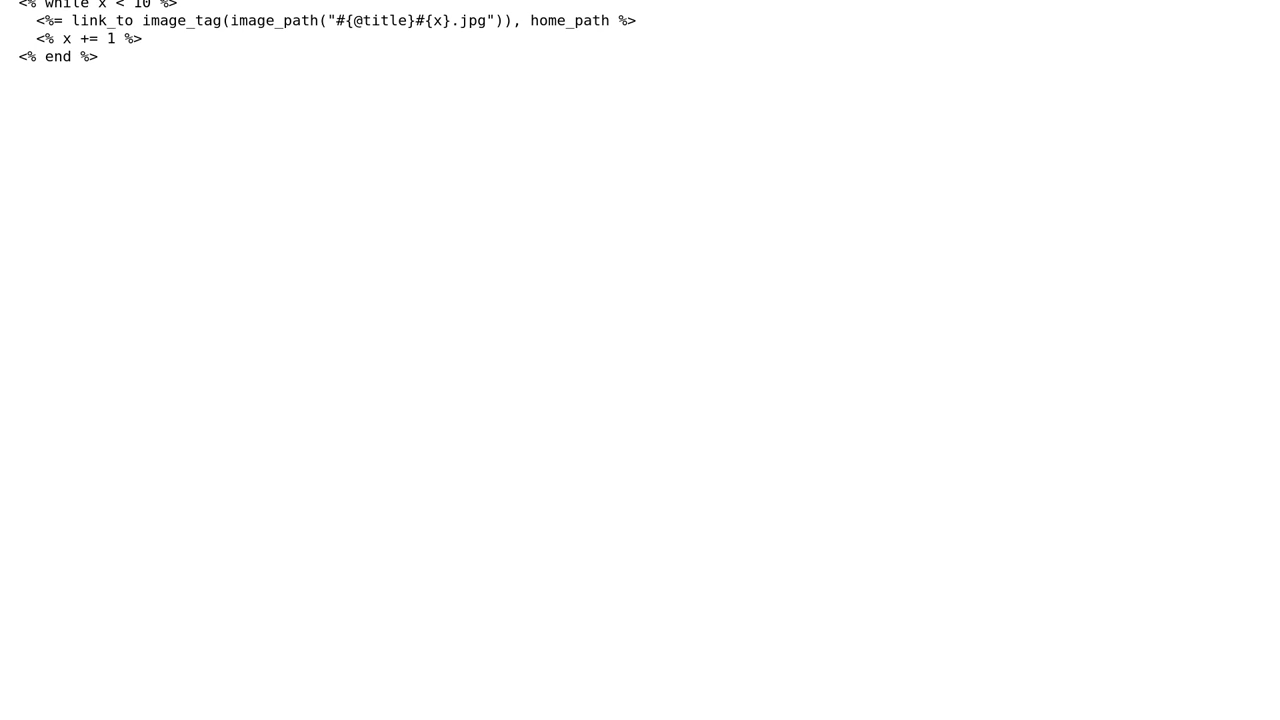 <% while x < 10 %>
<%= link_to image_tag(image_path("#{@title}#{x}.jpg")), home_path %>
<% x += 1 %>
<% end %>